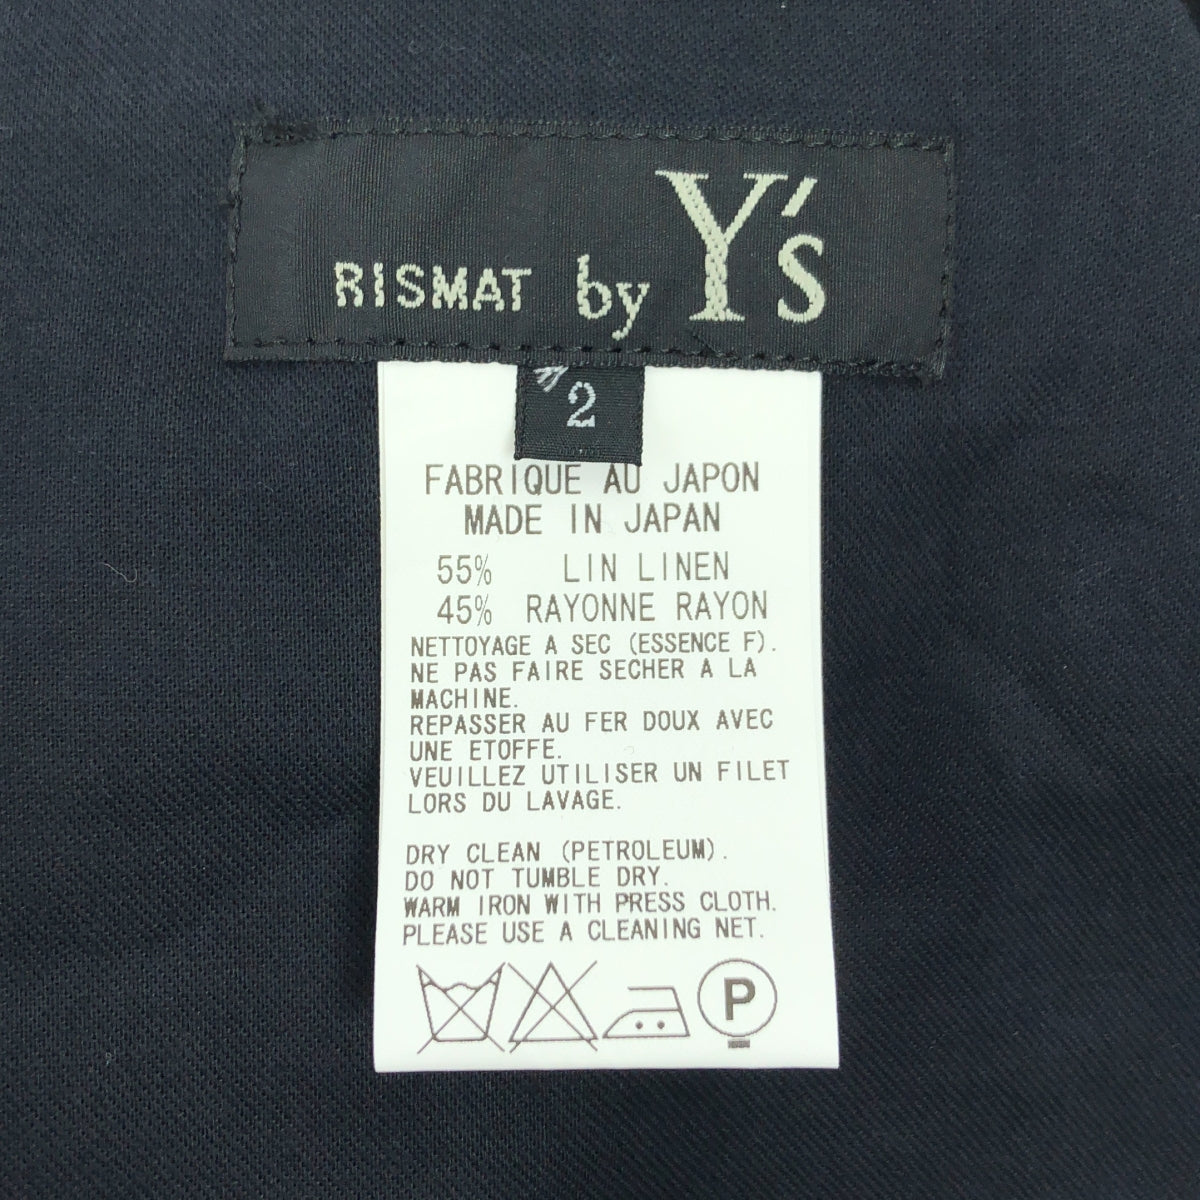 RISMAT by Y's
2
FABRIQUE AU JAPON
MADE IN JAPAN
55% LIN LINEN
45% RAYONNE RAYON
NETTOYAGE A SEC (ESSENCE F).
NE PAS FAIRE SECHER A LA
MACHINE.
REPASSER AU FER DOUX AVEC
UNE ETOFFE.
VEUILLEZ UTILISER UN FILET
LORS DU LAVAGE.
DRY CLEAN (PETROLEUM).
DO NOT TUMBLE DRY.
WARM IRON WITH PRESS CLOTH.
PLEASE USE A CLEANING NET.
P